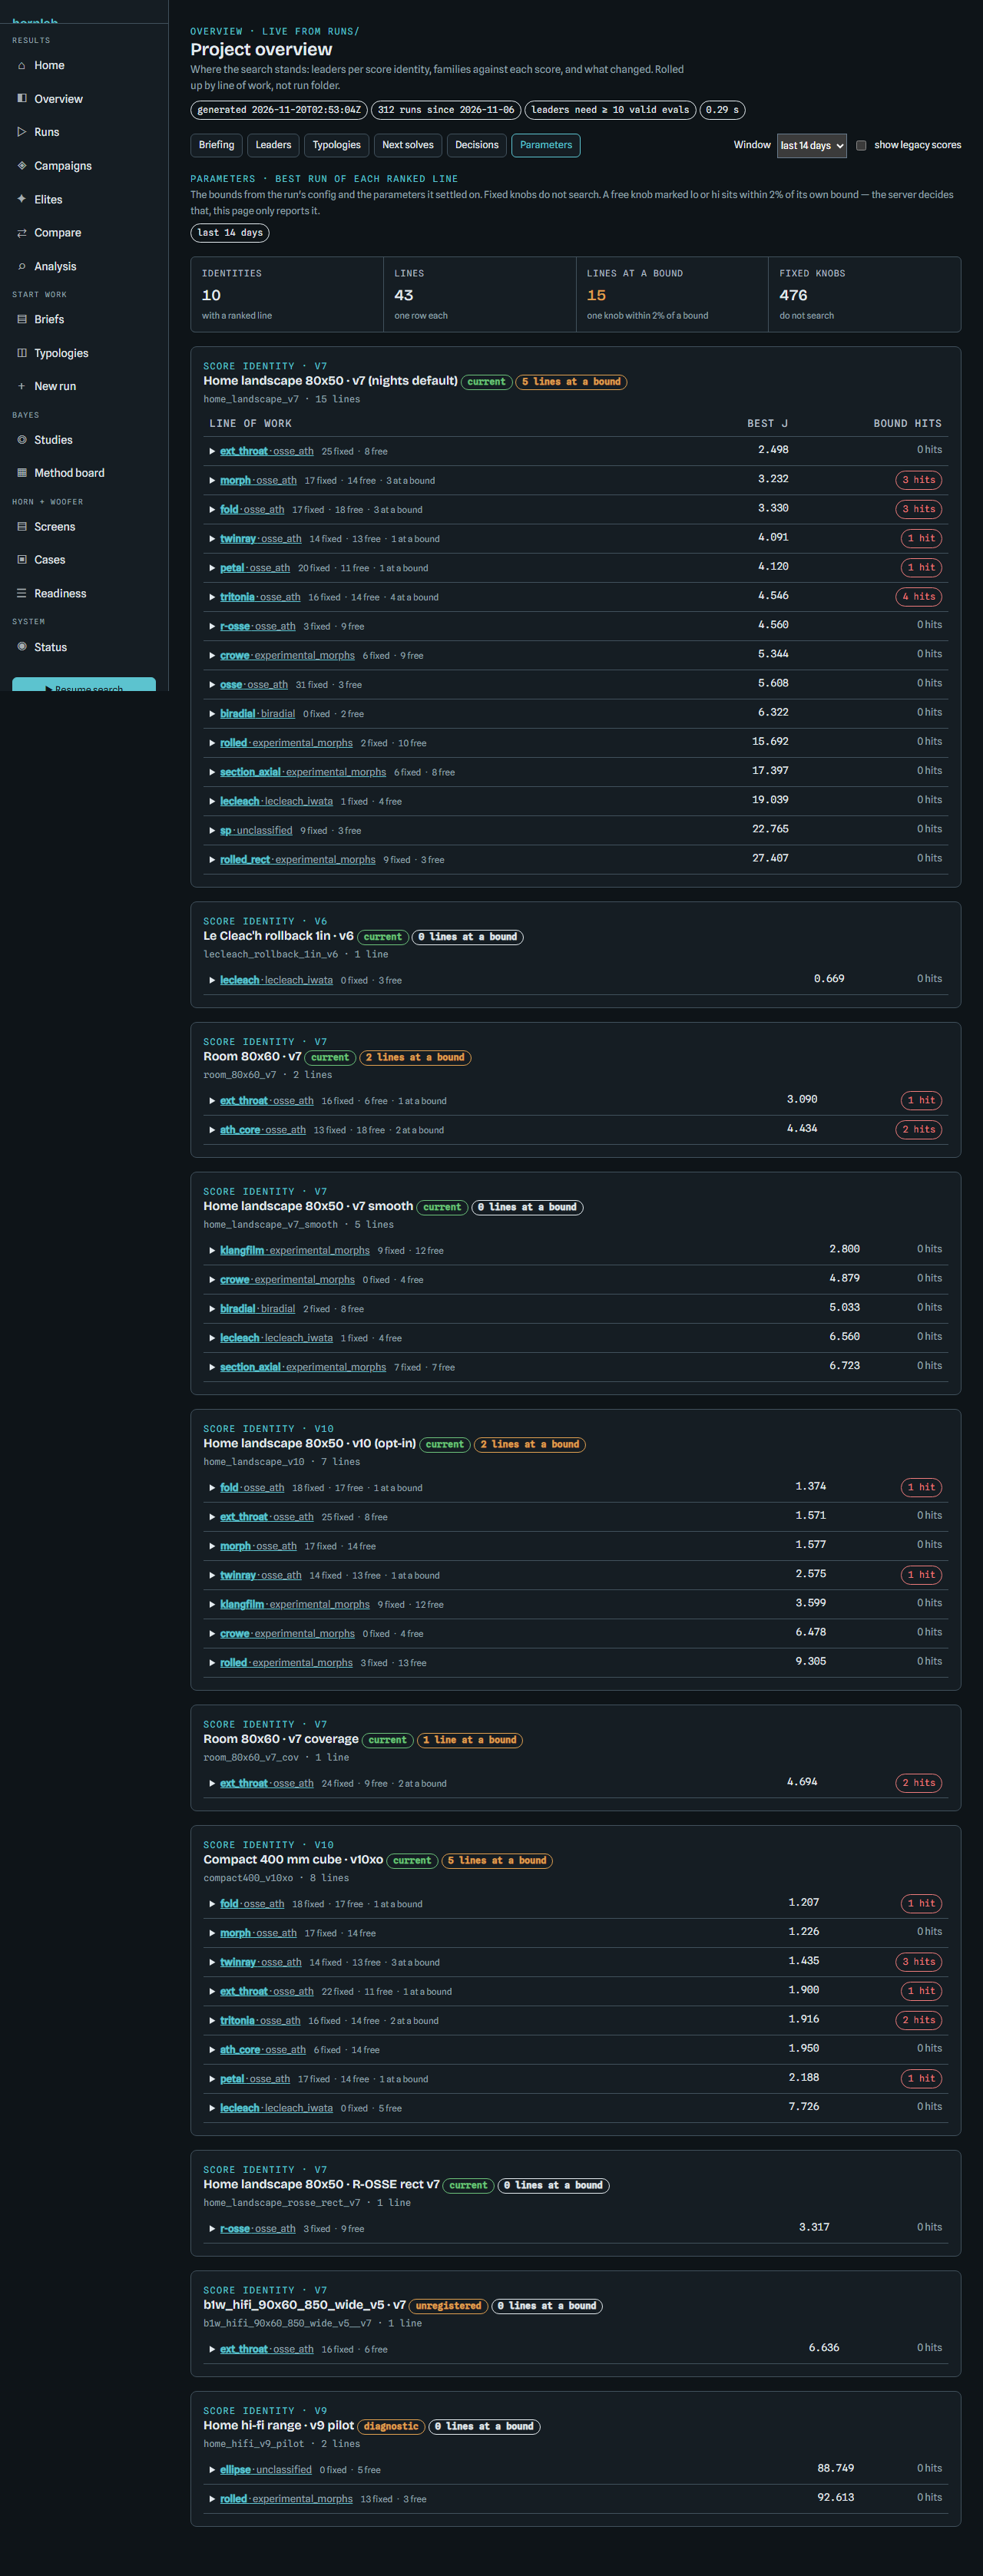 RESULTS
Home
Overview
Runs
Campaigns
Elites
Compare
Analysis
START WORK
Briefs
Typologies
New run
BAYES
Studies
Method board
HORN + WOOFER
Screens
Cases
Readiness
SYSTEM
Status
Resume search
OVERVIEW · LIVE FROM RUNS/
Project overview
Where the search stands: leaders per score identity, families against each score, and what changed. Rolled
up by line of work, not run folder.
generated 2026-11-20T02:53:04Z 312 runs since 2026-11-06 leaders need ≥ 10 valid evals 0.29 s
Briefing Leaders Typologies Next solves Decisions Parameters Window last 14 days show legacy scores
PARAMETERS · BEST RUN OF EACH RANKED LINE
The bounds from the run's config and the parameters it settled on. Fixed knobs do not search. A free knob marked lo or hi sits within 2% of its own bound — the server decides
that, this page only reports it.
last 14 days
IDENTITIES LINES LINES AT A BOUND FIXED KNOBS
10 43 15 476
with a ranked line one row each one knob within 2% of a bound do not search
SCORE IDENTITY · V7
Home landscape 80x50 · v7 (nights default) current 5 lines at a bound
home_landscape_v7 · 15 lines
LINE OF WORK BEST J BOUND HITS
ext_throat · osse_ath 25 fixed · 8 free 2.498 0 hits
morph · osse_ath 17 fixed · 14 free · 3 at a bound 3.232 3 hits
fold · osse_ath 17 fixed · 18 free · 3 at a bound 3.330 3 hits
twinray · osse_ath 14 fixed · 13 free · 1 at a bound 4.091 1 hit
petal · osse_ath 20 fixed · 11 free · 1 at a bound 4.120 1 hit
tritonia · osse_ath 16 fixed · 14 free · 4 at a bound 4.546 4 hits
r-osse · osse_ath 3 fixed · 9 free 4.560 0 hits
crowe · experimental_morphs 6 fixed · 9 free 5.344 0 hits
osse · osse_ath 31 fixed · 3 free 5.608 0 hits
biradial · biradial 0 fixed · 2 free 6.322 0 hits
rolled · experimental_morphs 2 fixed · 10 free 15.692 0 hits
section_axial · experimental_morphs 6 fixed · 8 free 17.397 0 hits
lecleach · lecleach_iwata 1 fixed · 4 free 19.039 0 hits
sp · unclassified 9 fixed · 3 free 22.765 0 hits
rolled_rect · experimental_morphs 9 fixed · 3 free 27.407 0 hits
SCORE IDENTITY · V6
Le Cleac'h rollback 1in · v6 current 0 lines at a bound
lecleach_rollback_1in_v6 · 1 line
lecleach · lecleach_iwata 0 fixed · 3 free 0.669 0 hits
SCORE IDENTITY · V7
Room 80x60 · v7 current 2 lines at a bound
room_80x60_v7 · 2 lines
ext_throat · osse_ath 16 fixed · 6 free · 1 at a bound 3.090 1 hit
ath_core · osse_ath 13 fixed · 18 free · 2 at a bound 4.434 2 hits
SCORE IDENTITY · V7
Home landscape 80x50 · v7 smooth current 0 lines at a bound
home_landscape_v7_smooth · 5 lines
klangfilm · experimental_morphs 9 fixed · 12 free 2.800 0 hits
crowe · experimental_morphs 0 fixed · 4 free 4.879 0 hits
biradial · biradial 2 fixed · 8 free 5.033 0 hits
lecleach · lecleach_iwata 1 fixed · 4 free 6.560 0 hits
section_axial · experimental_morphs 7 fixed · 7 free 6.723 0 hits
SCORE IDENTITY · V10
Home landscape 80x50 · v10 (opt-in) current 2 lines at a bound
home_landscape_v10 · 7 lines
fold · osse_ath 18 fixed · 17 free · 1 at a bound 1.374 1 hit
ext_throat · osse_ath 25 fixed · 8 free 1.571 0 hits
morph · osse_ath 17 fixed · 14 free 1.577 0 hits
twinray · osse_ath 14 fixed · 13 free · 1 at a bound 2.575 1 hit
klangfilm · experimental_morphs 9 fixed · 12 free 3.599 0 hits
crowe · experimental_morphs 0 fixed · 4 free 6.478 0 hits
rolled · experimental_morphs 3 fixed · 13 free 9.305 0 hits
SCORE IDENTITY · V7
Room 80x60 · v7 coverage current 1 line at a bound
room_80x60_v7_cov · 1 line
ext_throat · osse_ath 24 fixed · 9 free · 2 at a bound 4.694 2 hits
SCORE IDENTITY · V10
Compact 400 mm cube · v10xo current 5 lines at a bound
compact400_v10xo · 8 lines
fold · osse_ath 18 fixed · 17 free · 1 at a bound 1.207 1 hit
morph · osse_ath 17 fixed · 14 free 1.226 0 hits
twinray · osse_ath 14 fixed · 13 free · 3 at a bound 1.435 3 hits
ext_throat · osse_ath 22 fixed · 11 free · 1 at a bound 1.900 1 hit
tritonia · osse_ath 16 fixed · 14 free · 2 at a bound 1.916 2 hits
ath_core · osse_ath 6 fixed · 14 free 1.950 0 hits
petal · osse_ath 17 fixed · 14 free · 1 at a bound 2.188 1 hit
lecleach · lecleach_iwata 0 fixed · 5 free 7.726 0 hits
SCORE IDENTITY · V7
Home landscape 80x50 · R-OSSE rect v7 current 0 lines at a bound
home_landscape_rosse_rect_v7 · 1 line
r-osse · osse_ath 3 fixed · 9 free 3.317 0 hits
SCORE IDENTITY · V7
b1w_hifi_90x60_850_wide_v5 · v7 unregistered 0 lines at a bound
b1w_hifi_90x60_850_wide_v5__v7 · 1 line
ext_throat · osse_ath 16 fixed · 6 free 6.636 0 hits
SCORE IDENTITY · V9
Home hi-fi range · v9 pilot diagnostic 0 lines at a bound
home_hifi_v9_pilot · 2 lines
ellipse · unclassified 0 fixed · 5 free 88.749 0 hits
rolled · experimental_morphs 13 fixed · 3 free 92.613 0 hits